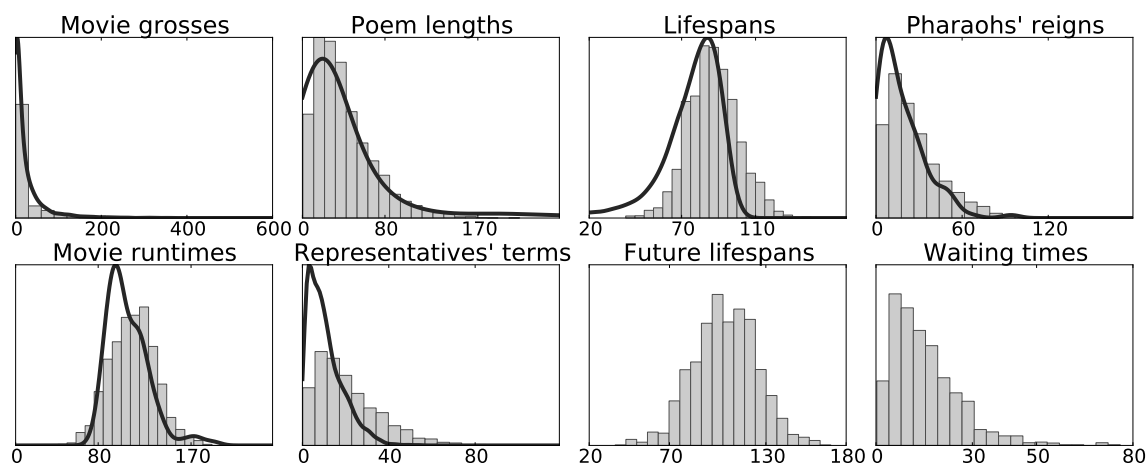 Movie grosses
Poem lengths
Lifespans
Pharaohs' reigns
0 200 400 600
0 80 170
20 70 110
0 60 120 180
Movie runtimes
Representatives' terms
Future lifespans
Waiting times
0 80 170
0 40 80 120
20 70 130 180
0 30 50 80